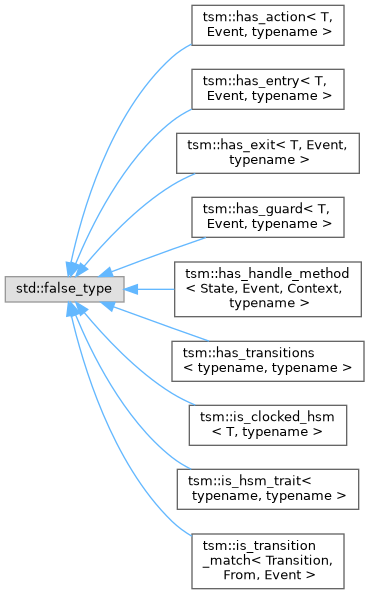 tsm::has_action< T,
Event, typename >
tsm::has_entry< T,
Event, typename >
tsm::has_exit< T, Event,
typename >
tsm::has_guard< T,
Event, typename >
std::false_type
tsm::has_handle_method
< State, Event, Context,
typename >
tsm::has_transitions
< typename, typename >
tsm::is_clocked_hsm
< T, typename >
tsm::is_hsm_trait<
typename, typename >
tsm::is_transition
_match< Transition,
From, Event >